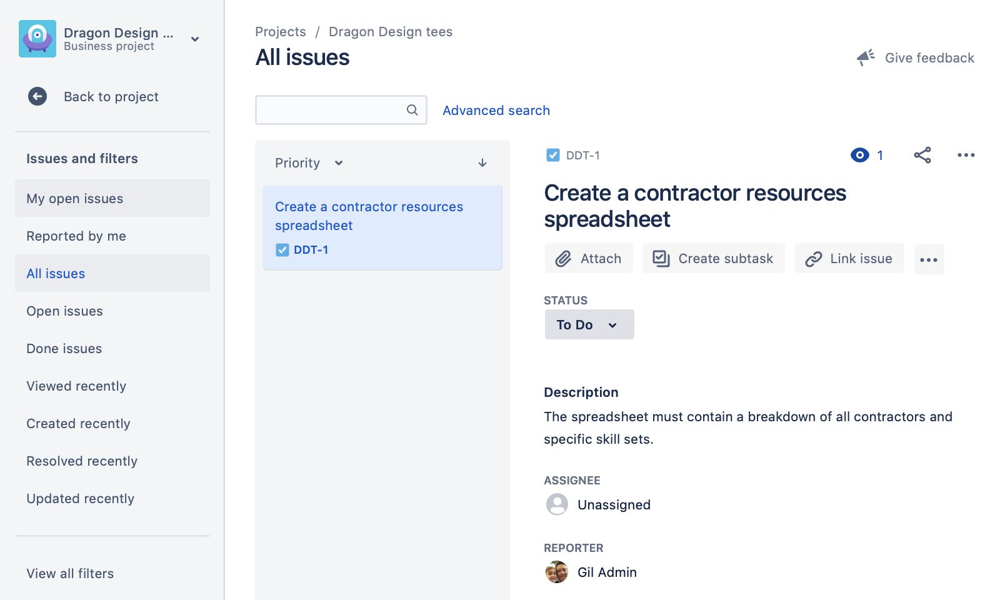 Dragon Design ...
Business project
Back to project
Issues and filters
My open issues
Reported by me
All issues
Open issues
Done issues
Viewed recently
Created recently
Resolved recently
Updated recently
View all filters
Projects / Dragon Design tees
All issues
Give feedback
Advanced search
Priority
Create a contractor resources
spreadsheet
DDT-1
DDT-1
1
Create a contractor resources
spreadsheet
Attach
Create subtask
Link issue
STATUS
To Do
Description
The spreadsheet must contain a breakdown of all contractors and
specific skill sets.
ASSIGNEE
Unassigned
REPORTER
Gil Admin